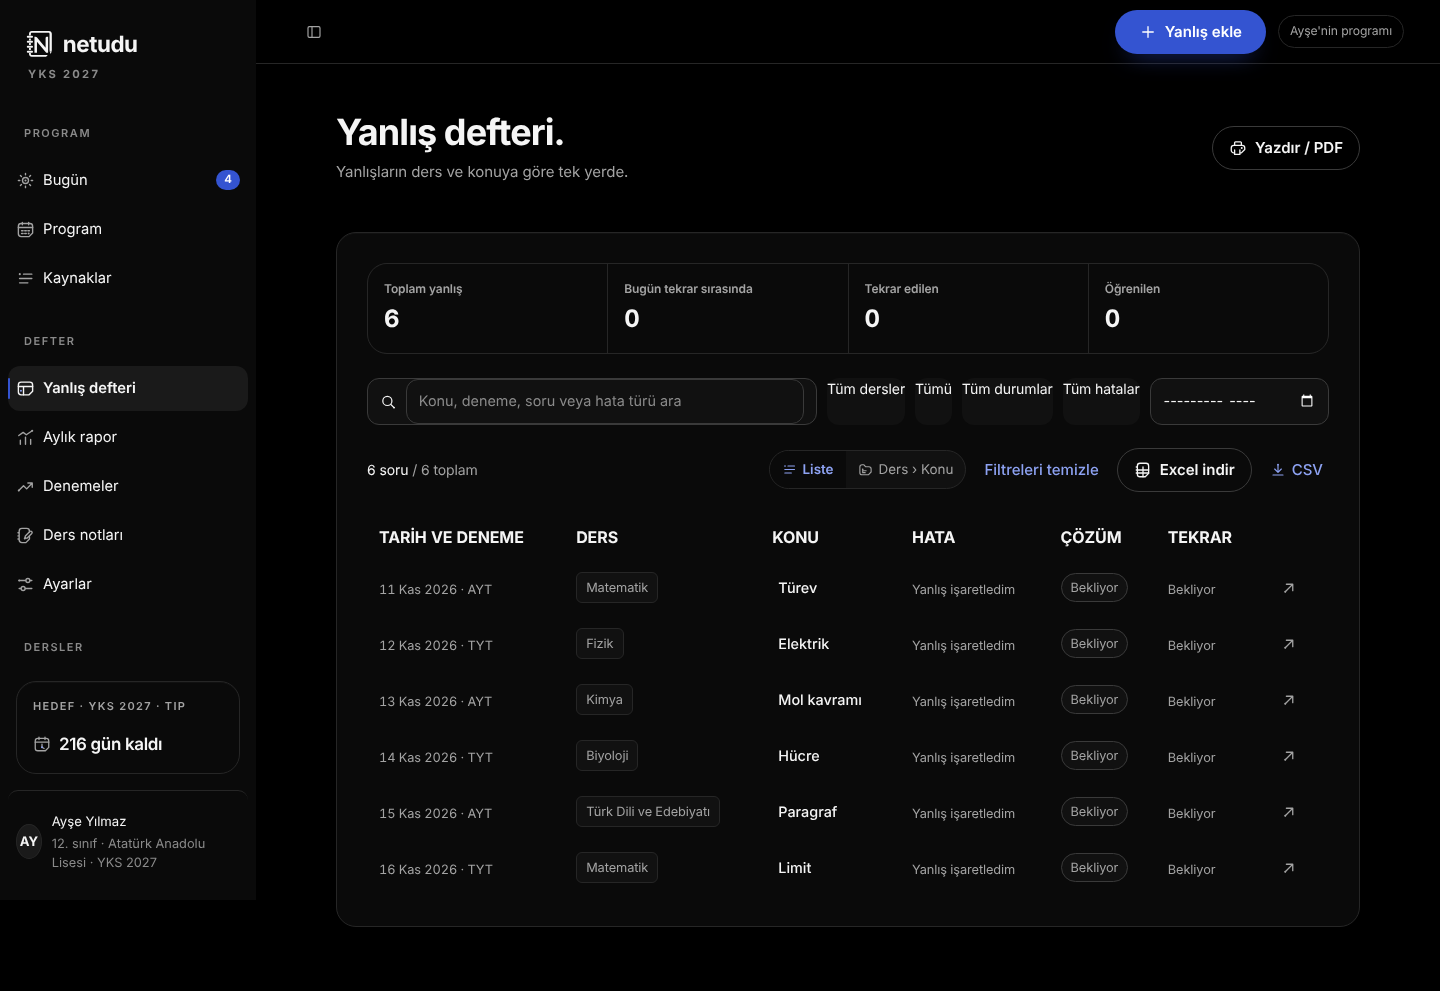 netudu
YKS 2027
PROGRAM
Bugün 4
Program
Kaynaklar
DEFTER
Yanlış defteri
Aylık rapor
Denemeler
Ders notları
Ayarlar
DERSLER
HEDEF · YKS 2027 · TIP
216 gün kaldı
AY
Ayşe Yılmaz
12. sınıf · Atatürk Anadolu
Lisesi · YKS 2027
Yanlış ekle
Ayşe'nin programı
Yanlış defteri.
Yanlışların ders ve konuya göre tek yerde.
Yazdır / PDF
Toplam yanlış
6
Bugün tekrar sırasında
0
Tekrar edilen
0
Öğrenilen
0
Konu, deneme, soru veya hata türü ara
Tüm dersler
Tümü
Tüm durumlar
Tüm hatalar
--------- ----
6 soru / 6 toplam
Liste
Ders › Konu
Filtreleri temizle
Excel indir
CSV
TARİH VE DENEME DERS KONU HATA ÇÖZÜM TEKRAR
11 Kas 2026 · AYT Matematik Türev Yanlış işaretledim Bekliyor Bekliyor
12 Kas 2026 · TYT Fizik Elektrik Yanlış işaretledim Bekliyor Bekliyor
13 Kas 2026 · AYT Kimya Mol kavramı Yanlış işaretledim Bekliyor Bekliyor
14 Kas 2026 · TYT Biyoloji Hücre Yanlış işaretledim Bekliyor Bekliyor
15 Kas 2026 · AYT Türk Dili ve Edebiyatı Paragraf Yanlış işaretledim Bekliyor Bekliyor
16 Kas 2026 · TYT Matematik Limit Yanlış işaretledim Bekliyor Bekliyor